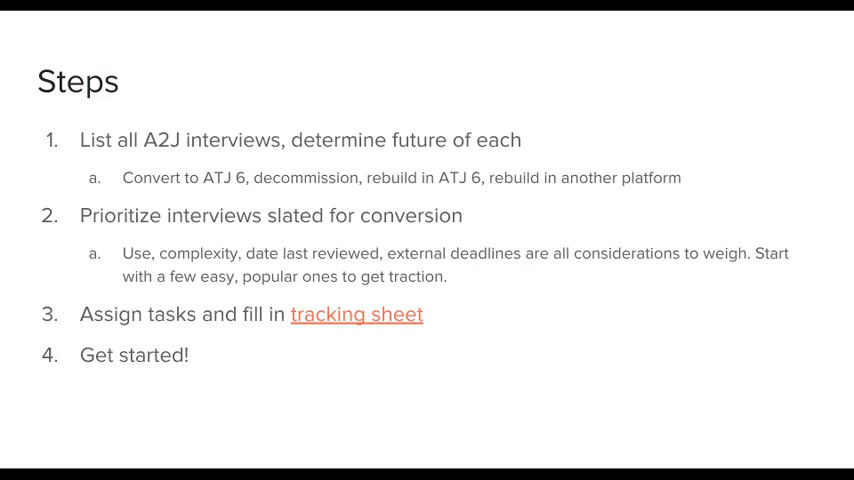 Steps
1. List all A2J interviews, determine future of each
a. Convert to ATJ 6, decommission, rebuild in ATJ 6, rebuild in another platform
2. Prioritize interviews slated for conversion
a. Use, complexity, date last reviewed, external deadlines are all considerations to weigh. Start
with a few easy, popular ones to get traction.
3. Assign tasks and fill in tracking sheet
4. Get started!